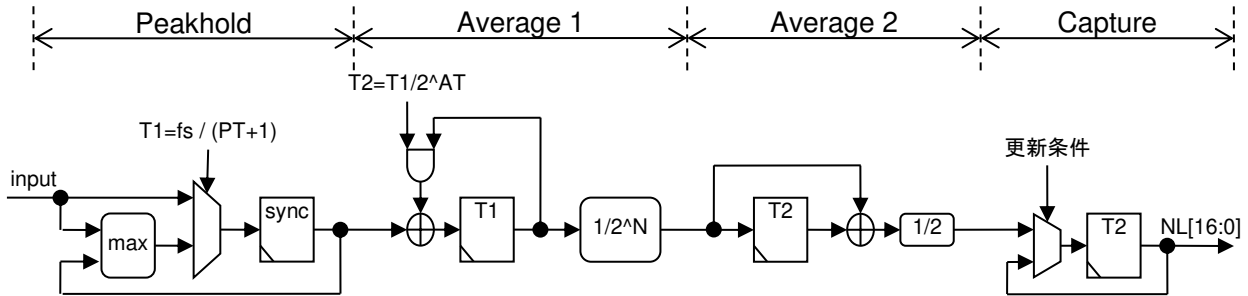 Peakhold
Average 1
Average 2
Capture
T2=T1/2^AT
T1=fs / (PT+1)
更新条件
input
max
sync
T1
1/2^N
T2
1/2
T2
NL[16:0]